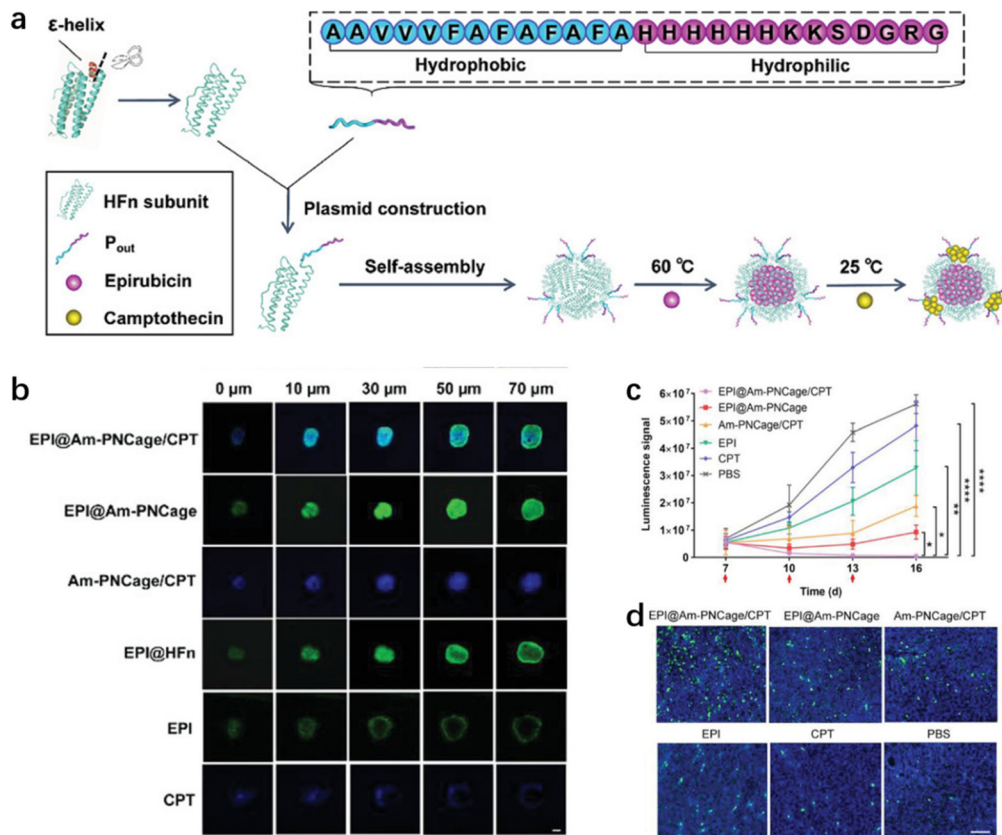 a
ε-helix
A A V V V F A F A F A F A H H H H H H K K S D G R G
Hydrophobic
Hydrophilic
HFn subunit
Pout
Epirubicin
Camptothecin
Plasmid construction
Self-assembly
60 ℃
25 ℃
b
0 μm 10 μm 30 μm 50 μm 70 μm
EPI@Am-PNCage/CPT
EPI@Am-PNCage
Am-PNCage/CPT
EPI@HFn
EPI
CPT
c
Luminescence signal
6×10⁷
5×10⁷
4×10⁷
3×10⁷
2×10⁷
1×10⁷
0
EPI@Am-PNCage/CPT
EPI@Am-PNCage
Am-PNCage/CPT
EPI
CPT
PBS
*
*
**
****
****
7 10 13 16
Time (d)
d
EPI@Am-PNCage/CPT EPI@Am-PNCage Am-PNCage/CPT
EPI CPT PBS